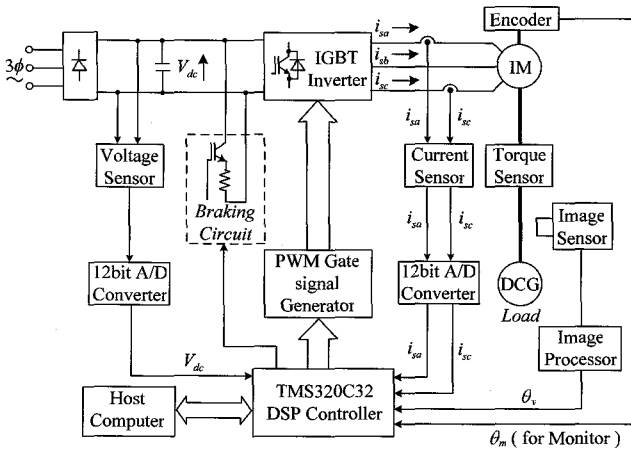 Encoder
3ϕ
~
V_dc
IGBT
Inverter
i_sa
i_sb
i_sc
IM
Voltage
Sensor
Braking
Circuit
i_sa
i_sc
Current
Sensor
Torque
Sensor
Image
Sensor
i_sa
i_sc
12bit A/D
Converter
PWM Gate
signal
Generator
12bit A/D
Converter
DCG
Load
Image
Processor
V_dc
i_sa
i_sc
Host
Computer
TMS320C32
DSP Controller
θ_v
θ_m ( for Monitor )